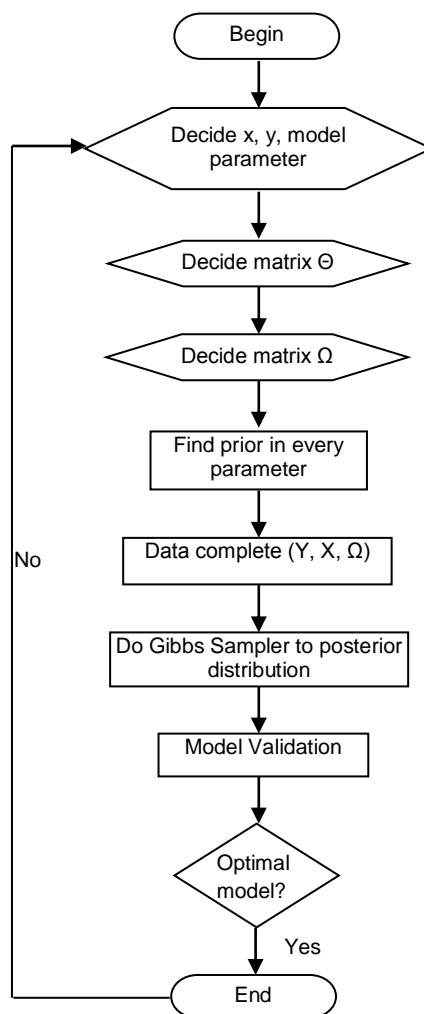 Begin
Decide x, y, model
parameter
Decide matrix Θ
Decide matrix Ω
Find prior in every
parameter
No
Data complete (Y, X, Ω)
Do Gibbs Sampler to posterior
distribution
Model Validation
Optimal
model?
Yes
End